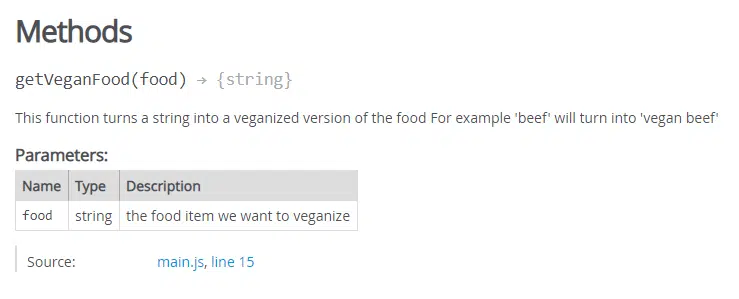 Methods
getVeganFood(food) → {string}
This function turns a string into a veganized version of the food For example 'beef' will turn into 'vegan beef'
Parameters:
Name Type Description
food string the food item we want to veganize
Source: main.js, line 15